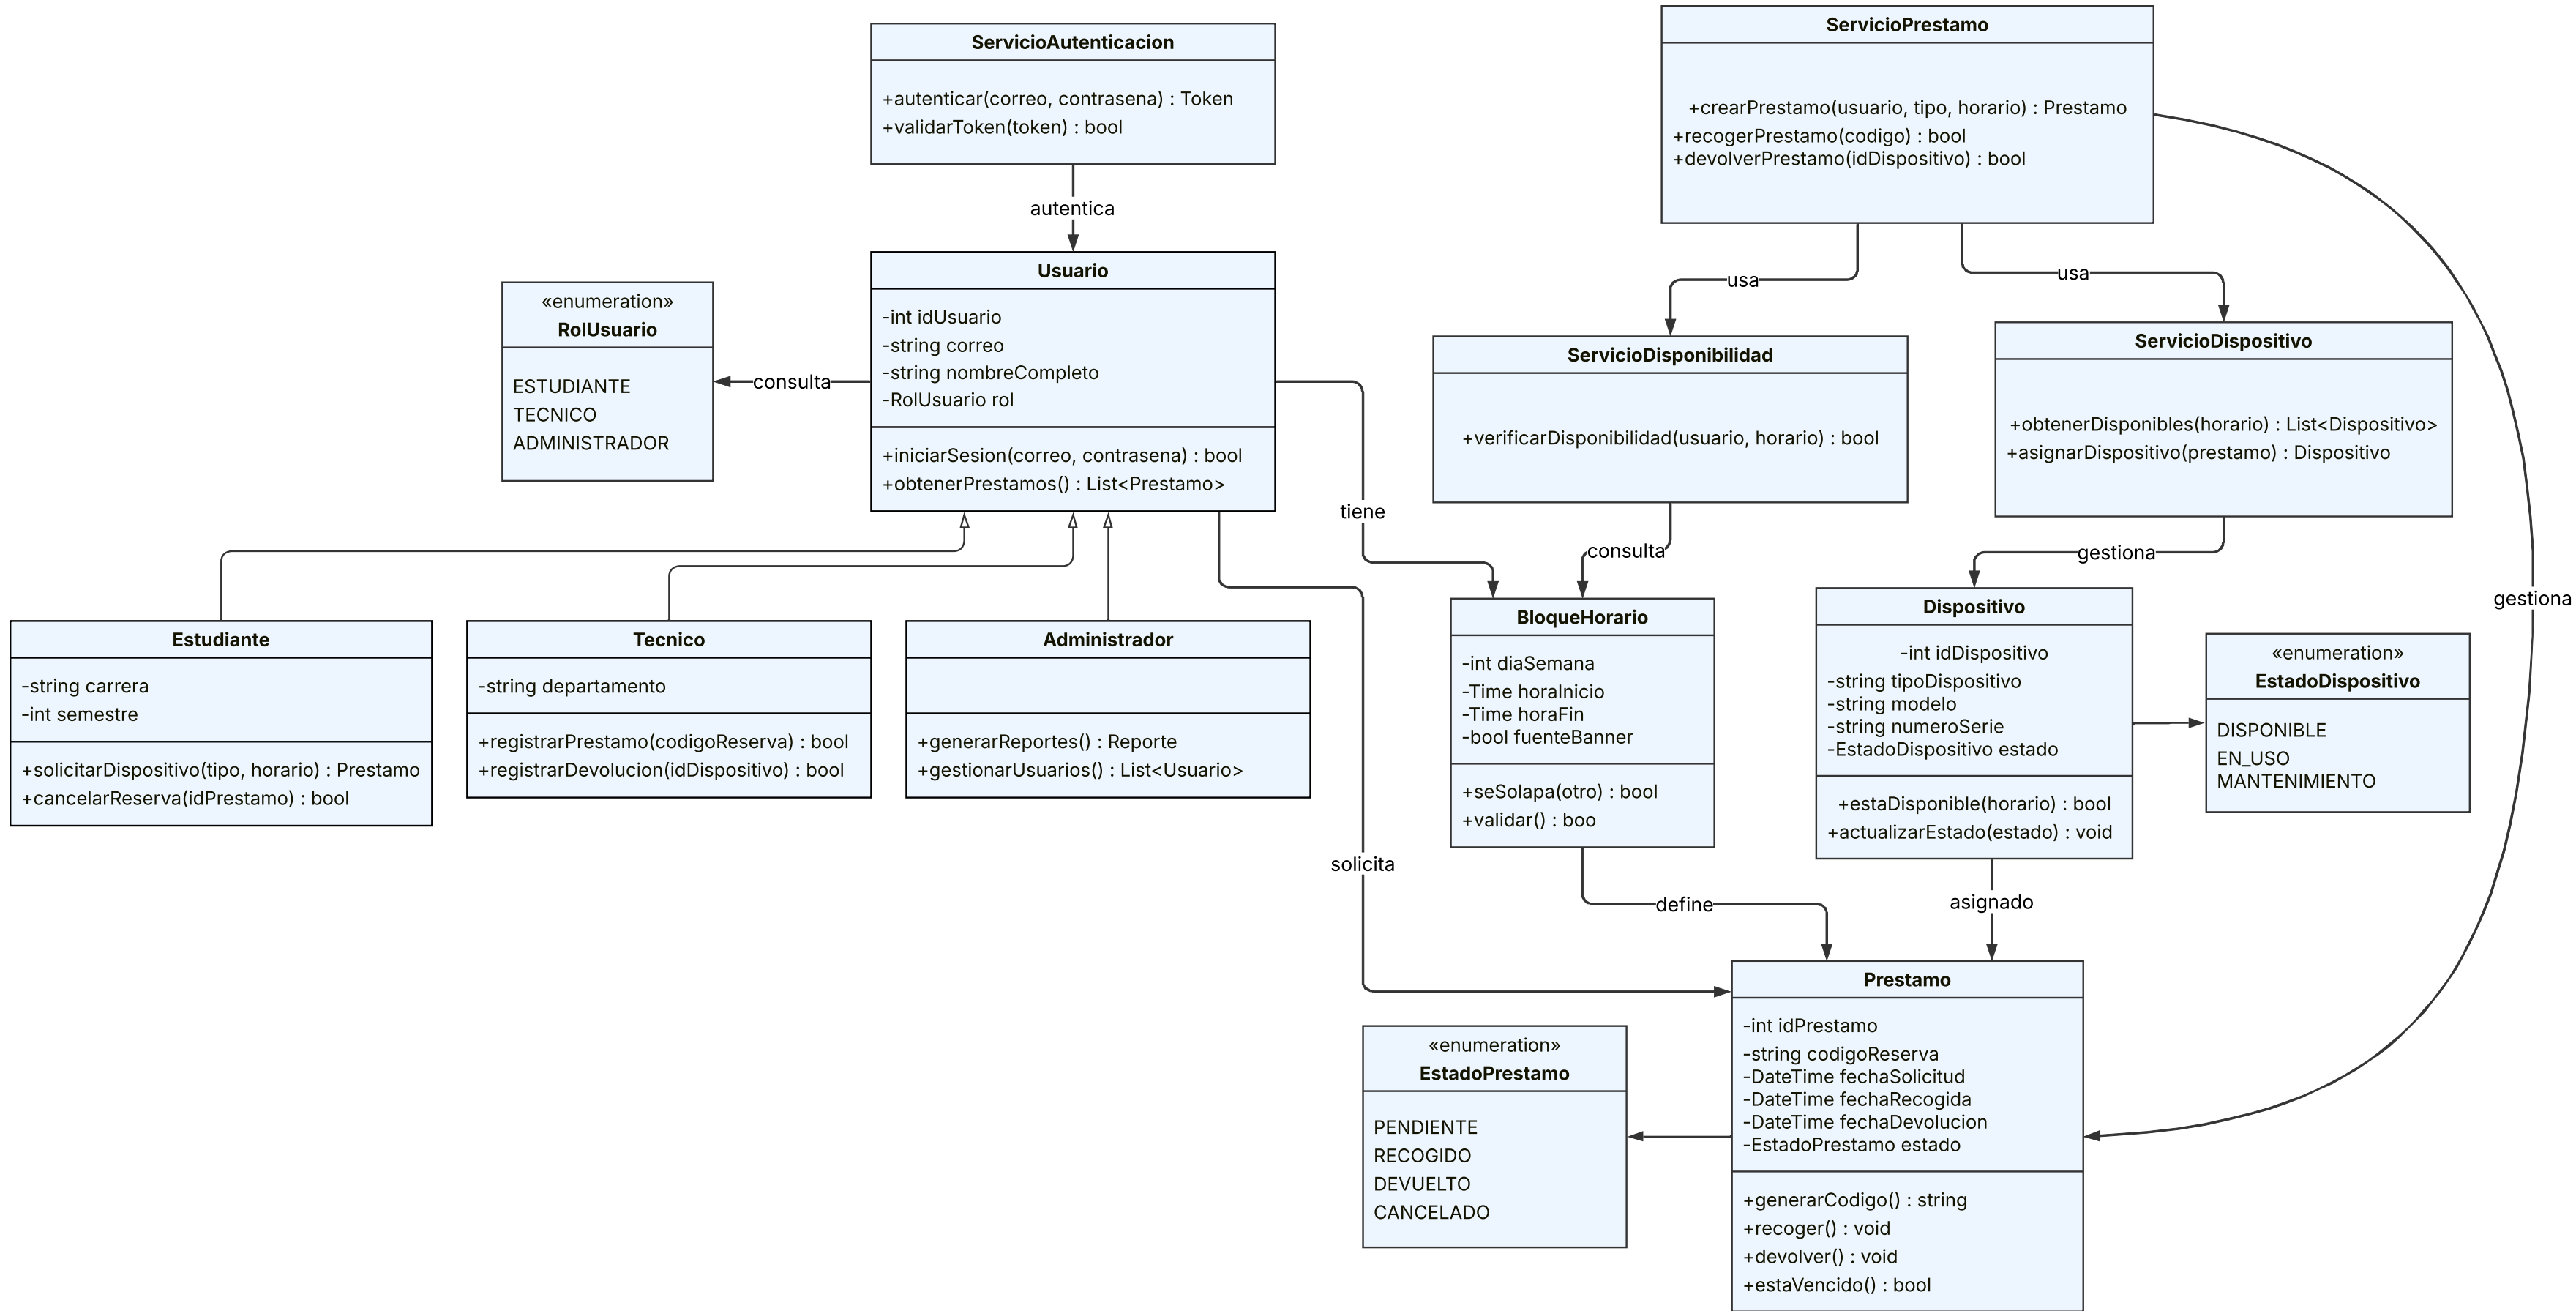 ServicioAutenticacion
+autenticar(correo, contrasena) : Token
+validarToken(token) : bool
autentica
ServicioPrestamo
+crearPrestamo(usuario, tipo, horario) : Prestamo
+recogerPrestamo(codigo) : bool
+devolverPrestamo(idDispositivo) : bool
usa
usa
gestiona
«enumeration»
RolUsuario
ESTUDIANTE
TECNICO
ADMINISTRADOR
consulta
Usuario
-int idUsuario
-string correo
-string nombreCompleto
-RolUsuario rol
+iniciarSesion(correo, contrasena) : bool
+obtenerPrestamos() : List<Prestamo>
tiene
solicita
ServicioDisponibilidad
+verificarDisponibilidad(usuario, horario) : bool
consulta
ServicioDispositivo
+obtenerDisponibles(horario) : List<Dispositivo>
+asignarDispositivo(prestamo) : Dispositivo
gestiona
Estudiante
-string carrera
-int semestre
+solicitarDispositivo(tipo, horario) : Prestamo
+cancelarReserva(idPrestamo) : bool
Tecnico
-string departamento
+registrarPrestamo(codigoReserva) : bool
+registrarDevolucion(idDispositivo) : bool
Administrador
+generarReportes() : Reporte
+gestionarUsuarios() : List<Usuario>
BloqueHorario
-int diaSemana
-Time horaInicio
-Time horaFin
-bool fuenteBanner
+seSolapa(otro) : bool
+validar() : boo
define
Dispositivo
-int idDispositivo
-string tipoDispositivo
-string modelo
-string numeroSerie
-EstadoDispositivo estado
+estaDisponible(horario) : bool
+actualizarEstado(estado) : void
asignado
«enumeration»
EstadoDispositivo
DISPONIBLE
EN_USO
MANTENIMIENTO
«enumeration»
EstadoPrestamo
PENDIENTE
RECOGIDO
DEVUELTO
CANCELADO
Prestamo
-int idPrestamo
-string codigoReserva
-DateTime fechaSolicitud
-DateTime fechaRecogida
-DateTime fechaDevolucion
-EstadoPrestamo estado
+generarCodigo() : string
+recoger() : void
+devolver() : void
+estaVencido() : bool